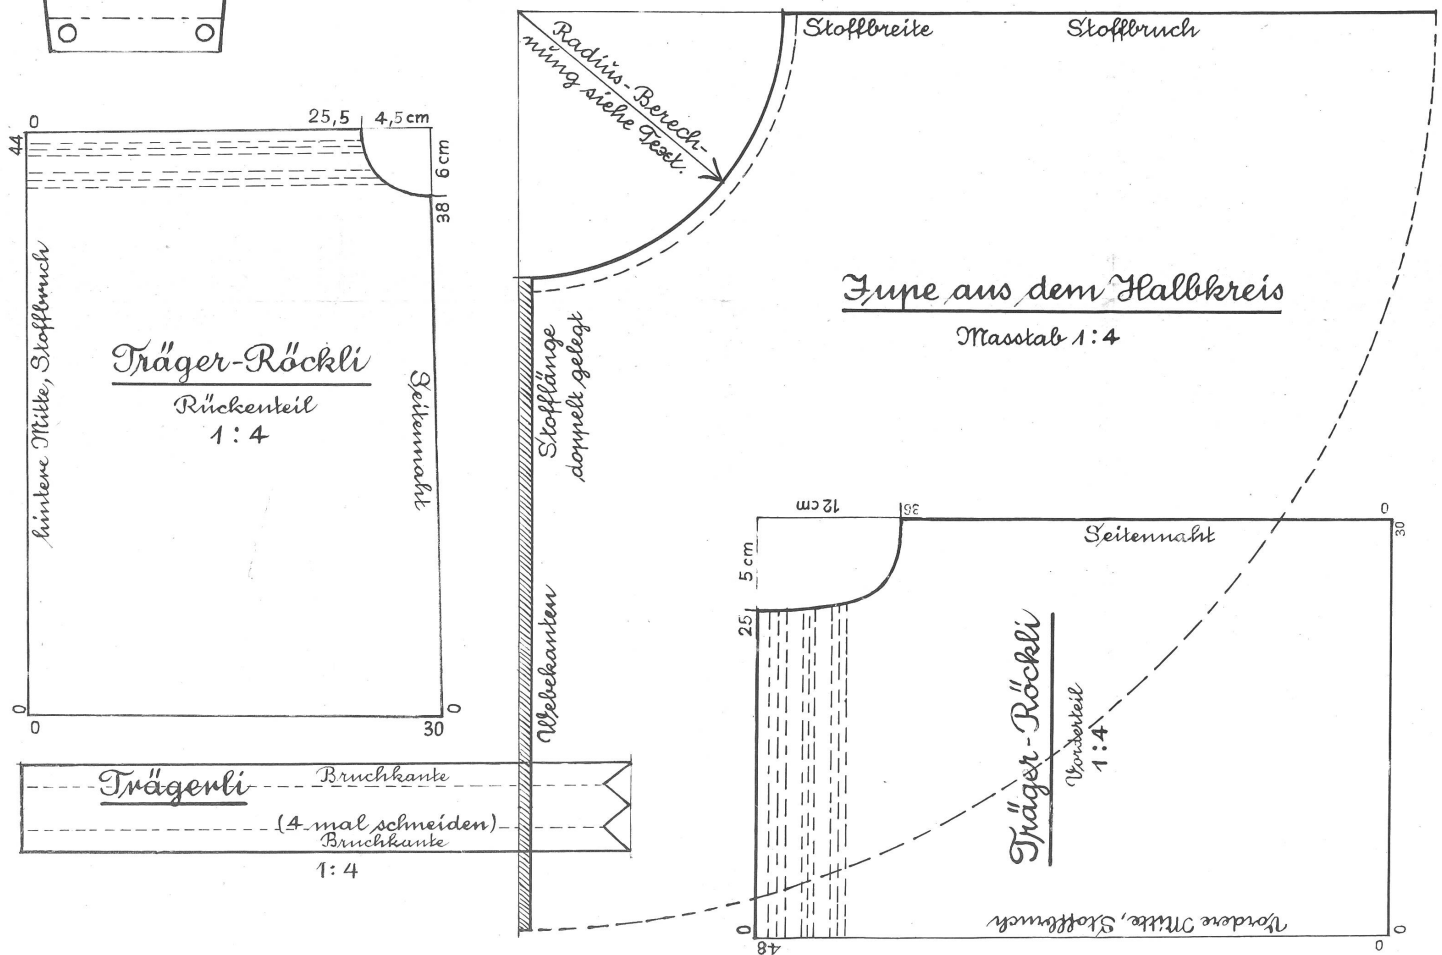 Stoffbreite
Stoffbruch
Radius-Berech-
nung siehe Text.
0
25,5
4,5 cm
44
6 cm
38
hintere Mitte, Stoffbruch
Träger-Röckli
Rückenteil
1:4
Seitennaht
0
0
30
0
Jupe aus dem Halbkreis
Masstab 1:4
Stofflänge
doppelt gelegt
Webekanten
Trägerli
Bruchkante
(4 mal schneiden)
Bruchkante
1:4
12 cm
36
0
30
Seitennaht
5 cm
25
Träger-Röckli
Vorderteil
1:4
Vordere Mitte, Stoffbruch
0
48
0
0